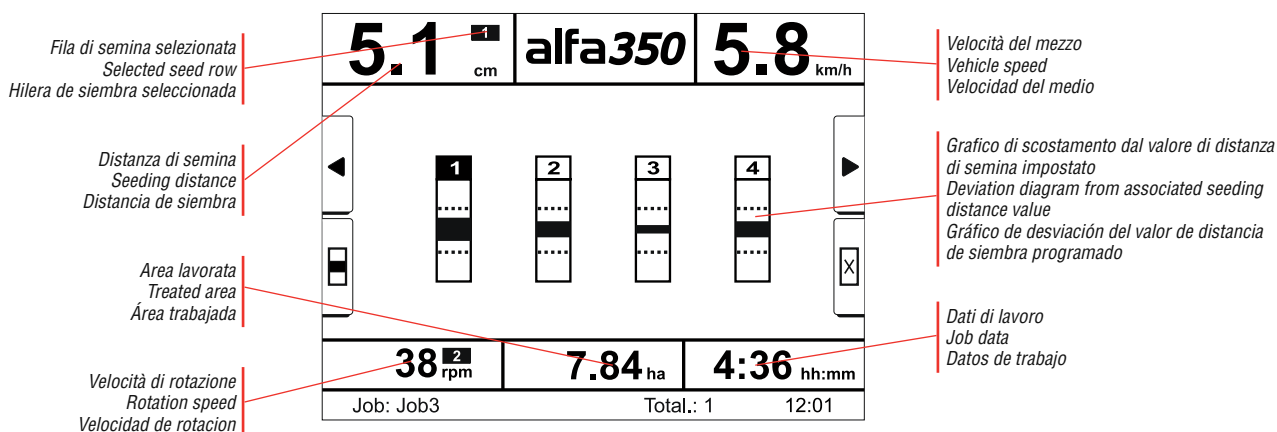 Fila di semina selezionata
Selected seed row
Hilera de siembra seleccionada
Distanza di semina
Seeding distance
Distancia de siembra
Area lavorata
Treated area
Área trabajada
Velocità di rotazione
Rotation speed
Velocidad de rotacion
5.1 1 cm
alfa350
5.8 km/h
1 2 3 4
X
38 2 rpm
7.84 ha
4:36 hh:mm
Job: Job3 Total.: 1 12:01
Velocità del mezzo
Vehicle speed
Velocidad del medio
Grafico di scostamento dal valore di distanza
di semina impostato
Deviation diagram from associated seeding
distance value
Gráfico de desviación del valor de distancia
de siembra programado
Dati di lavoro
Job data
Datos de trabajo